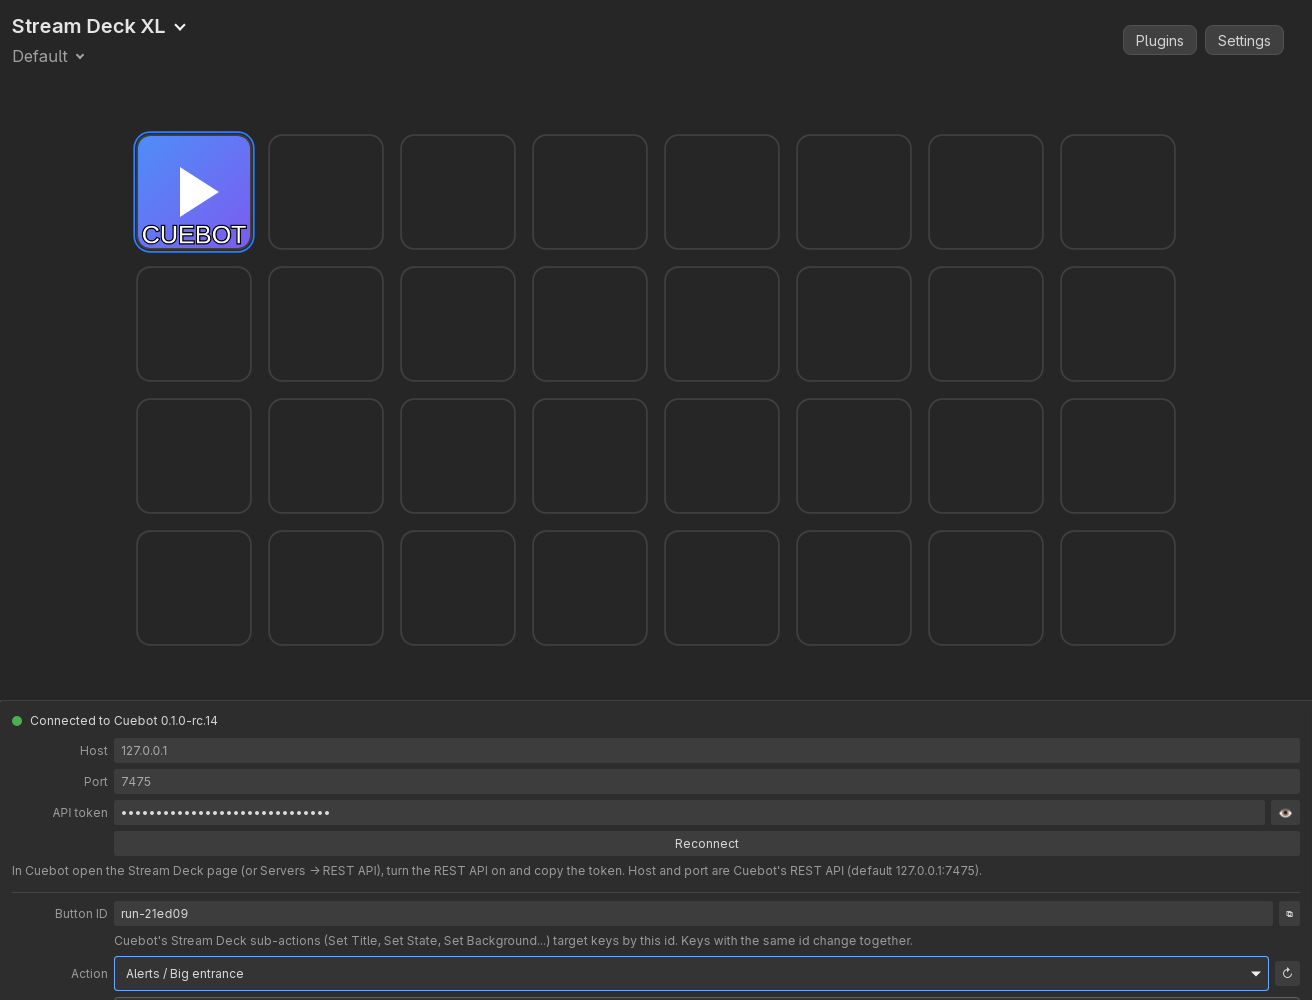 Stream Deck XL
Default
Plugins
Settings
CUEBOT
Connected to Cuebot 0.1.0-rc.14
Host 127.0.0.1
Port 7475
API token ••••••••••••••••••••••••••••••
Reconnect
In Cuebot open the Stream Deck page (or Servers → REST API), turn the REST API on and copy the token. Host and port are Cuebot's REST API (default 127.0.0.1:7475).
Button ID run-21ed09
Cuebot's Stream Deck sub-actions (Set Title, Set State, Set Background...) target keys by this id. Keys with the same id change together.
Action Alerts / Big entrance